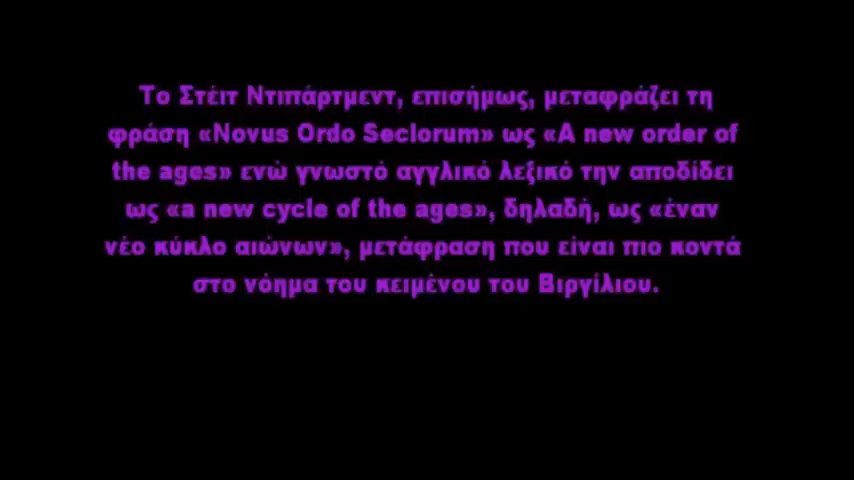 Το Στέιτ Ντιπάρτμεντ, επισήμως, μεταφράζει τη
φράση «Novus Ordo Seclorum» ως «A new order of
the ages» ενώ γνωστό αγγλικό λεξικό την αποδίδει
ως «a new cycle of the ages», δηλαδή, ως «έναν
νέο κύκλο αιώνων», μετάφραση που είναι πιο κοντά
στο νόημα του κειμένου του Βιργίλιου.